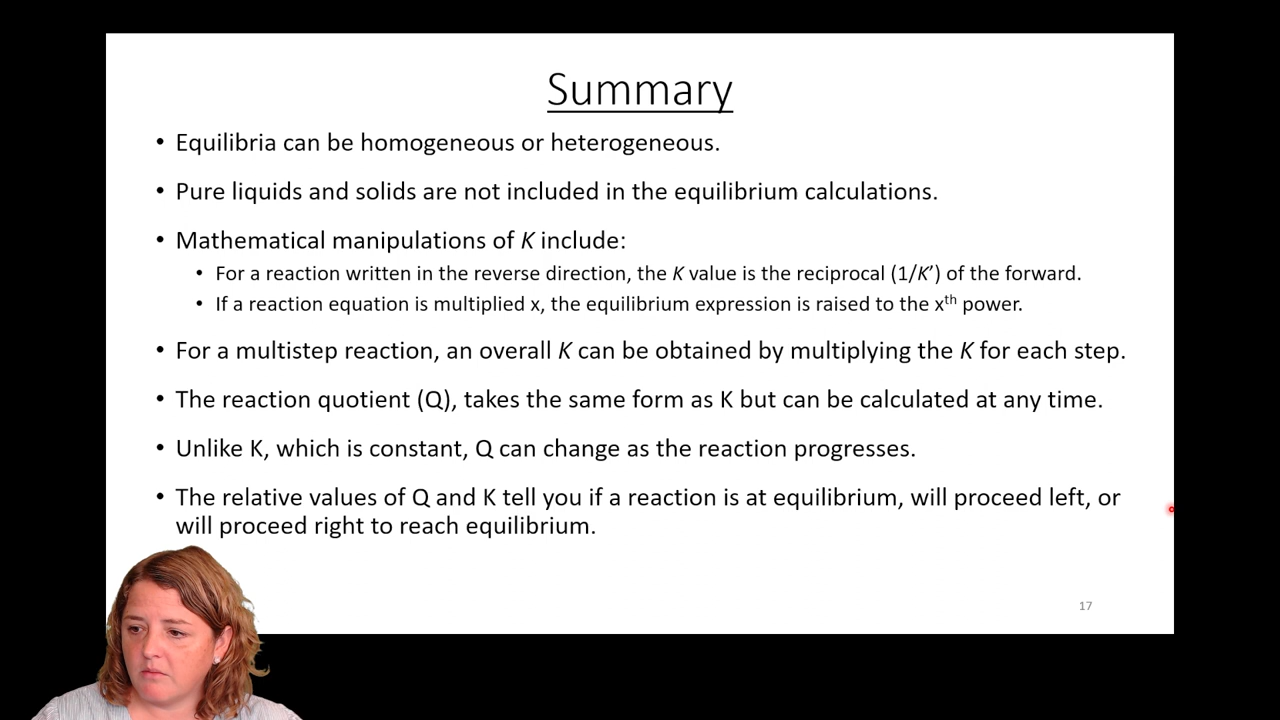 Summary
• Equilibria can be homogeneous or heterogeneous.
• Pure liquids and solids are not included in the equilibrium calculations.
• Mathematical manipulations of K include:
• For a reaction written in the reverse direction, the K value is the reciprocal (1/K’) of the forward.
• If a reaction equation is multiplied x, the equilibrium expression is raised to the xth power.
• For a multistep reaction, an overall K can be obtained by multiplying the K for each step.
• The reaction quotient (Q), takes the same form as K but can be calculated at any time.
• Unlike K, which is constant, Q can change as the reaction progresses.
• The relative values of Q and K tell you if a reaction is at equilibrium, will proceed left, or
will proceed right to reach equilibrium.
17